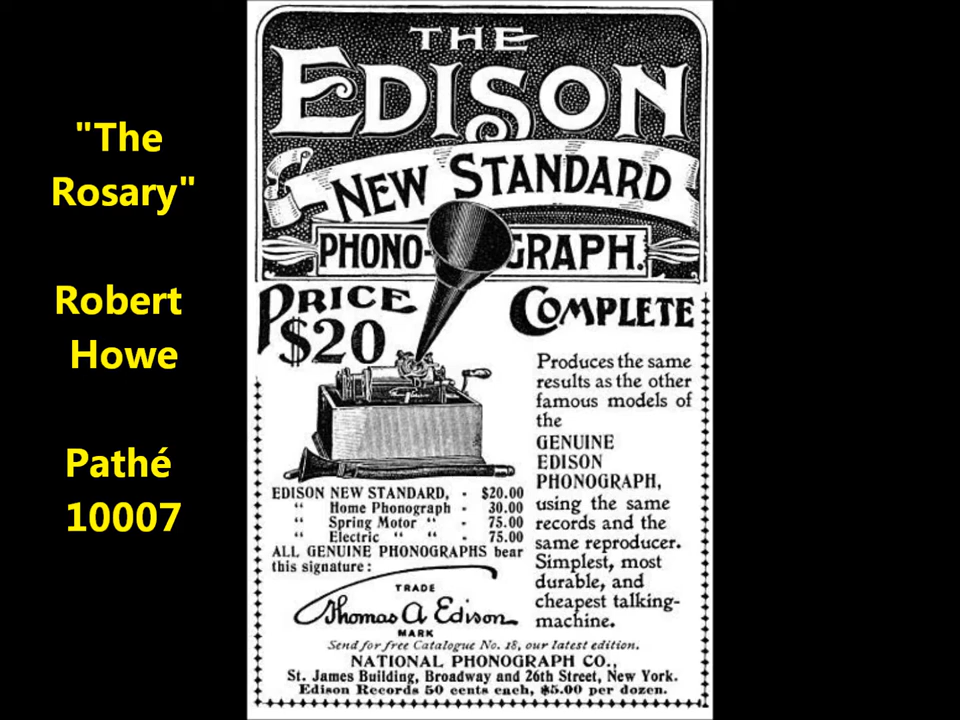 "The
Rosary"
Robert
Howe
Pathé
10007
THE
EDISON
NEW STANDARD
PHONO-GRAPH.
PRICE
$20
COMPLETE
Produces the same
results as the other
famous models of
the
GENUINE
EDISON
PHONOGRAPH,
using the same
records and the
same reproducer.
Simplest, most
durable, and
cheapest talking-
machine.
EDISON NEW STANDARD, - $20.00
“ Home Phonograph - 30.00
“ Spring Motor “ - 75.00
“ Electric “ “ - 75.00
ALL GENUINE PHONOGRAPHS bear
this signature:
TRADE
Thomas A Edison
MARK
Send for free Catalogue No. 18, our latest edition.
NATIONAL PHONOGRAPH CO.,
St. James Building, Broadway and 26th Street, New York.
Edison Records 50 cents each, $5.00 per dozen.